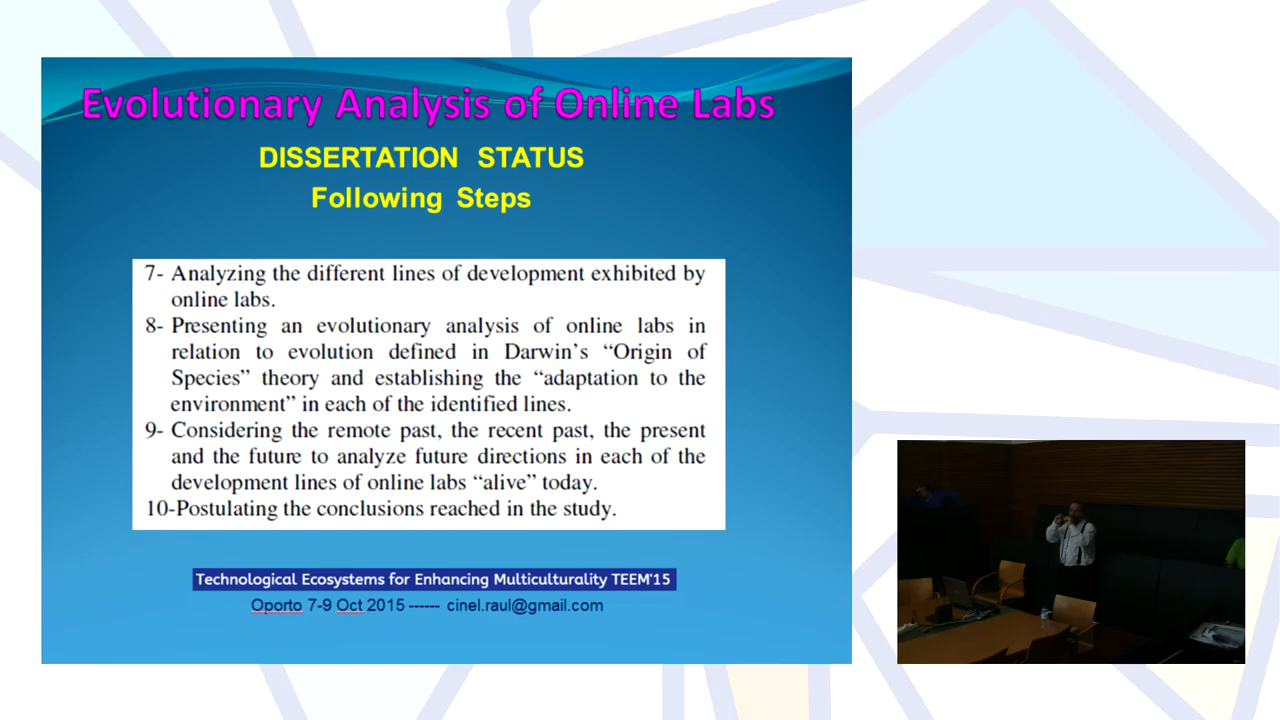 Evolutionary Analysis of Online Labs
DISSERTATION STATUS
Following Steps
7- Analyzing the different lines of development exhibited by
online labs.
8- Presenting an evolutionary analysis of online labs in
relation to evolution defined in Darwin's “Origin of
Species” theory and establishing the “adaptation to the
environment” in each of the identified lines.
9- Considering the remote past, the recent past, the present
and the future to analyze future directions in each of the
development lines of online labs “alive” today.
10-Postulating the conclusions reached in the study.
Technological Ecosystems for Enhancing Multiculturality TEEM'15
Oporto 7-9 Oct 2015 ------ cinel.raul@gmail.com